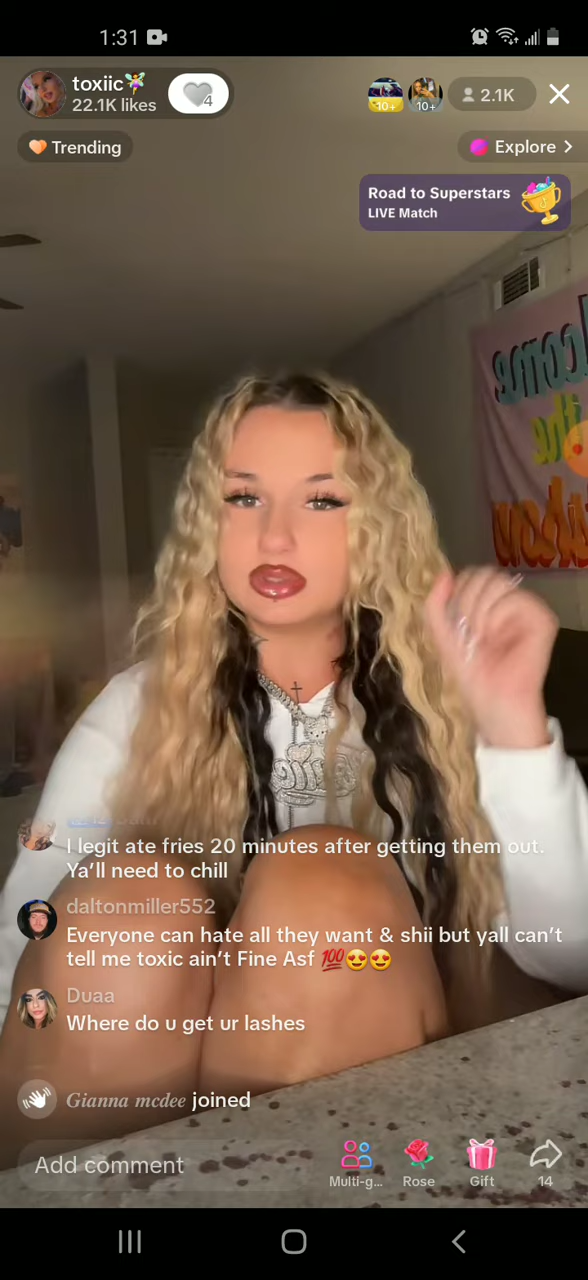 1:31
toxiic🧚
22.1K likes
4
10+
10+
2.1K
Trending
Explore
Road to Superstars
LIVE Match
come
the
show
I legit ate fries 20 minutes after getting them out.
Ya'll need to chill
daltonmiller552
Everyone can hate all they want & shii but yall can't
tell me toxic ain't Fine Asf 💯😍😍
Duaa
Where do u get ur lashes
Gianna mcdee joined
Add comment
Multi-g...
Rose
Gift
14